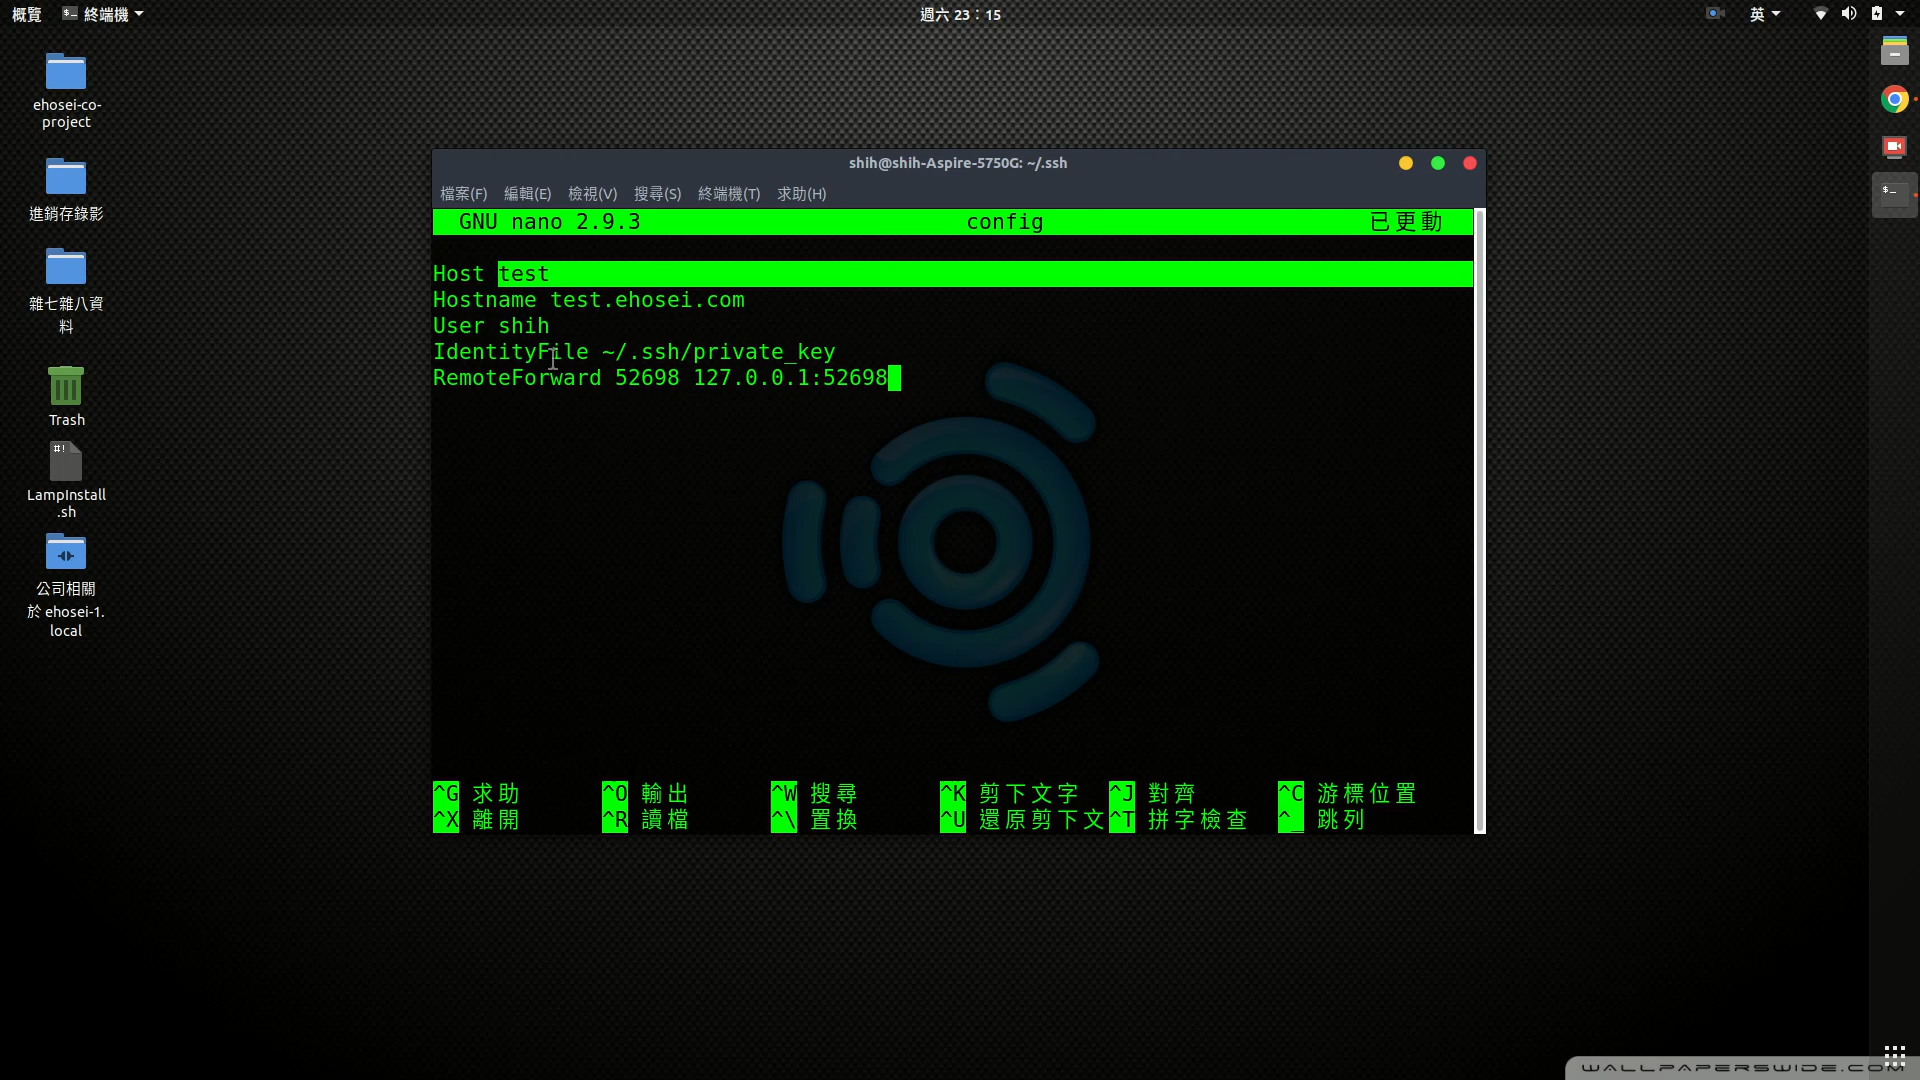 概覽
終端機
週六 23：15
英
ehosei-co-
project
進銷存錄影
雜七雜八資
料
Trash
#!
LampInstall
.sh
公司相關
於 ehosei-1.
local
shih@shih-Aspire-5750G: ~/.ssh
檔案(F) 編輯(E) 檢視(V) 搜尋(S) 終端機(T) 求助(H)
GNU nano 2.9.3 config 已更動
Host test
Hostname test.ehosei.com
User shih
IdentityFile ~/.ssh/private_key
RemoteForward 52698 127.0.0.1:52698
^G 求助 ^O 輸出 ^W 搜尋 ^K 剪下文字 ^J 對齊 ^C 游標位置
^X 離開 ^R 讀檔 ^\ 置換 ^U 還原剪下文 ^T 拼字檢查 ^_ 跳列
WALLPAPERSWIDE.COM